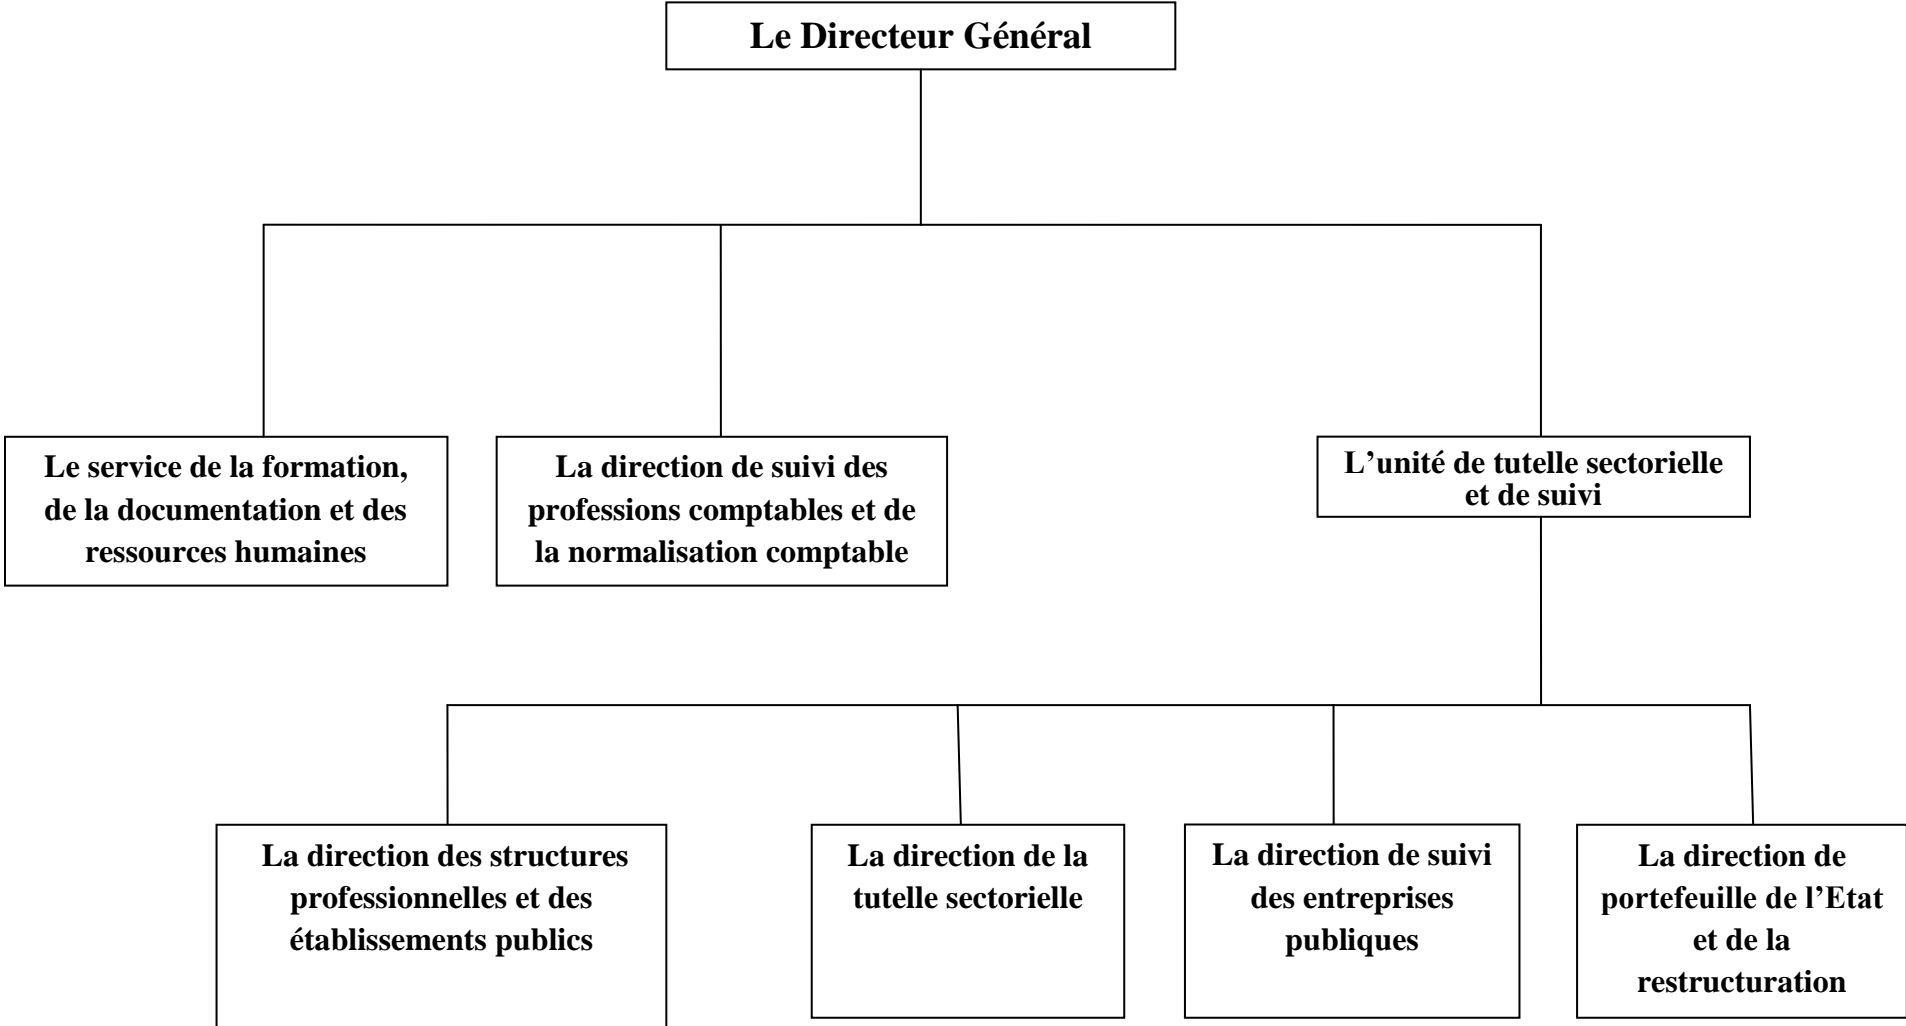 Le Directeur Général
Le service de la formation,
de la documentation et des
ressources humaines
La direction de suivi des
professions comptables et de
la normalisation comptable
L’unité de tutelle sectorielle
et de suivi
La direction des structures
professionnelles et des
établissements publics
La direction de la
tutelle sectorielle
La direction de suivi
des entreprises
publiques
La direction de
portefeuille de l’Etat
et de la
restructuration